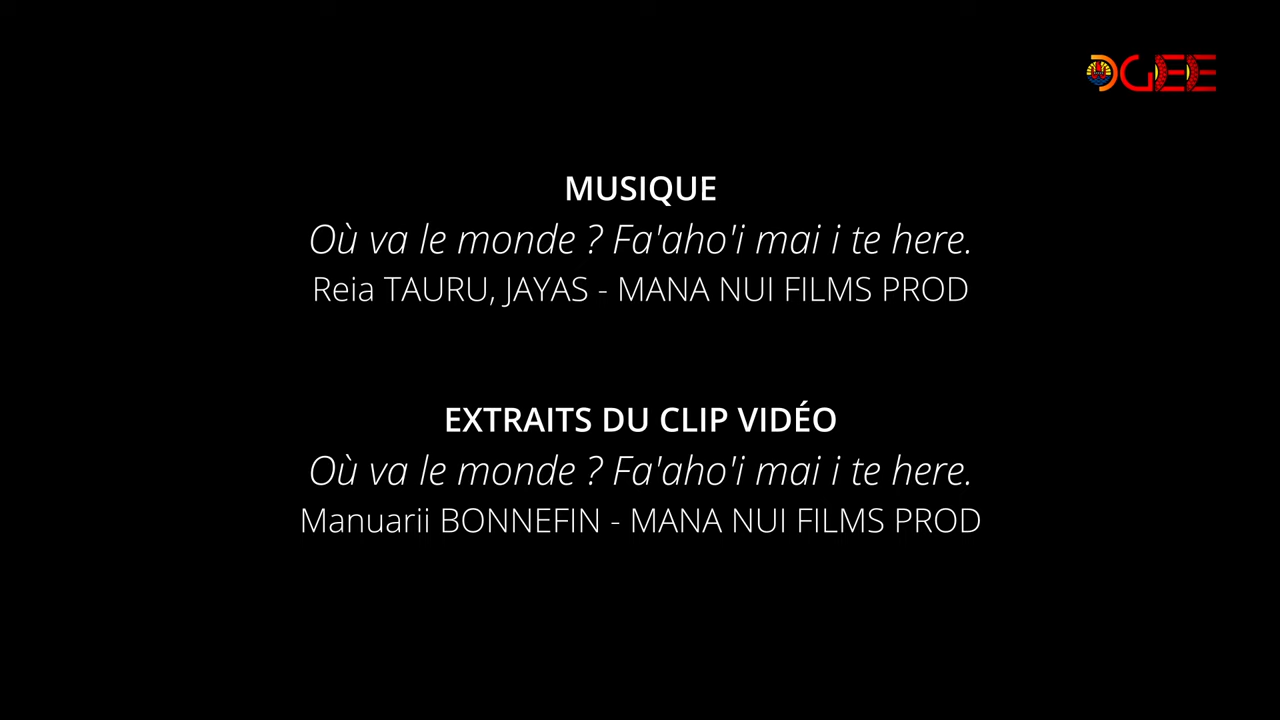 DGEE
MUSIQUE
Où va le monde ? Fa'aho'i mai i te here.
Reia TAURU, JAYAS - MANA NUI FILMS PROD
EXTRAITS DU CLIP VIDÉO
Où va le monde ? Fa'aho'i mai i te here.
Manuarii BONNEFIN - MANA NUI FILMS PROD